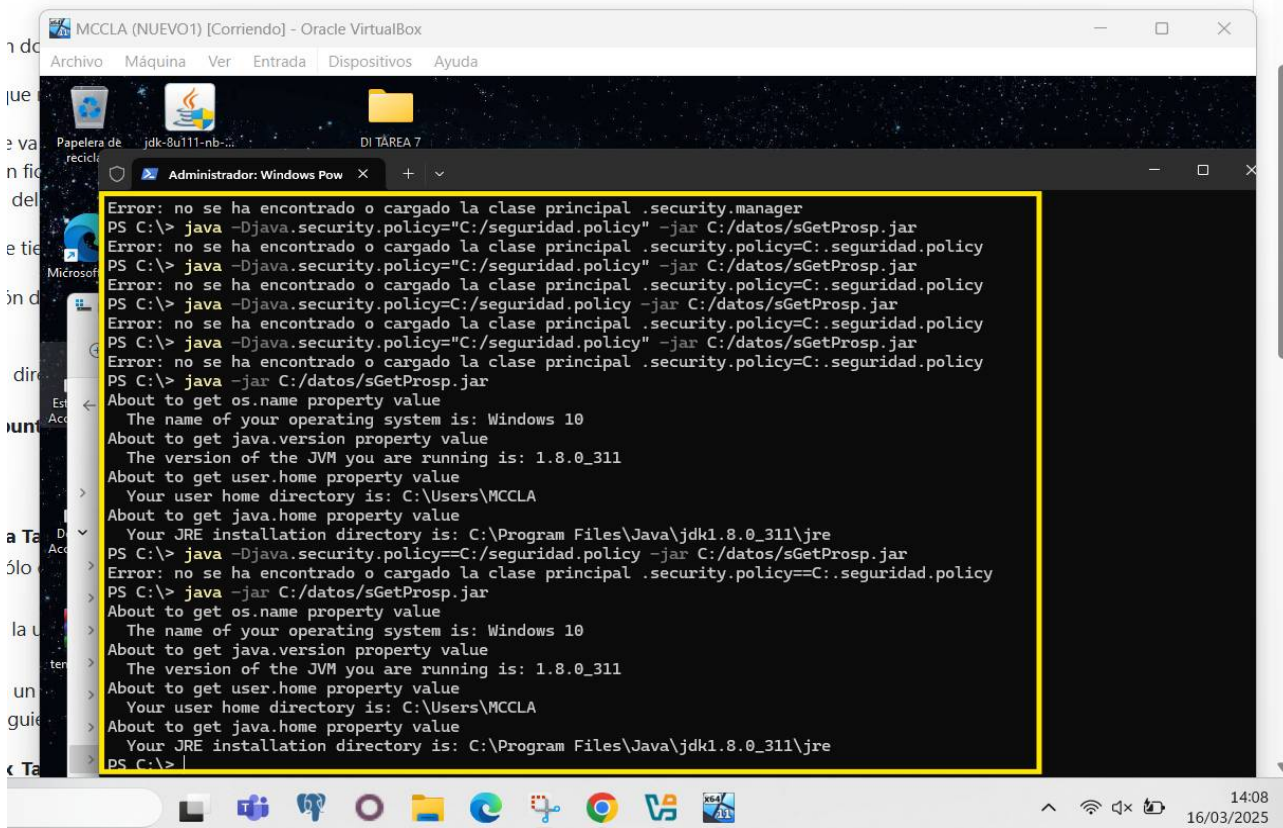 MCCLA (NUEVO1) [Corriendo] - Oracle VirtualBox
Archivo Máquina Ver Entrada Dispositivos Ayuda
Papelera de
recicla
jdk-8u111-nb-...
DI TAREA 7
Administrador: Windows Pow
Error: no se ha encontrado o cargado la clase principal .security.manager
PS C:\> java -Djava.security.policy="C:/seguridad.policy" -jar C:/datos/sGetProsp.jar
Error: no se ha encontrado o cargado la clase principal .security.policy=C:.seguridad.policy
PS C:\> java -Djava.security.policy="C:/seguridad.policy" -jar C:/datos/sGetProsp.jar
Error: no se ha encontrado o cargado la clase principal .security.policy=C:.seguridad.policy
PS C:\> java -Djava.security.policy=C:/seguridad.policy -jar C:/datos/sGetProsp.jar
Error: no se ha encontrado o cargado la clase principal .security.policy=C:.seguridad.policy
PS C:\> java -Djava.security.policy="C:/seguridad.policy" -jar C:/datos/sGetProsp.jar
Error: no se ha encontrado o cargado la clase principal .security.policy=C:.seguridad.policy
PS C:\> java -jar C:/datos/sGetProsp.jar
About to get os.name property value
The name of your operating system is: Windows 10
About to get java.version property value
The version of the JVM you are running is: 1.8.0_311
About to get user.home property value
Your user home directory is: C:\Users\MCCLA
About to get java.home property value
Your JRE installation directory is: C:\Program Files\Java\jdk1.8.0_311\jre
PS C:\> java -Djava.security.policy==C:/seguridad.policy -jar C:/datos/sGetProsp.jar
Error: no se ha encontrado o cargado la clase principal .security.policy==C:.seguridad.policy
PS C:\> java -jar C:/datos/sGetProsp.jar
About to get os.name property value
The name of your operating system is: Windows 10
About to get java.version property value
The version of the JVM you are running is: 1.8.0_311
About to get user.home property value
Your user home directory is: C:\Users\MCCLA
About to get java.home property value
Your JRE installation directory is: C:\Program Files\Java\jdk1.8.0_311\jre
PS C:\>
14:08
16/03/2025